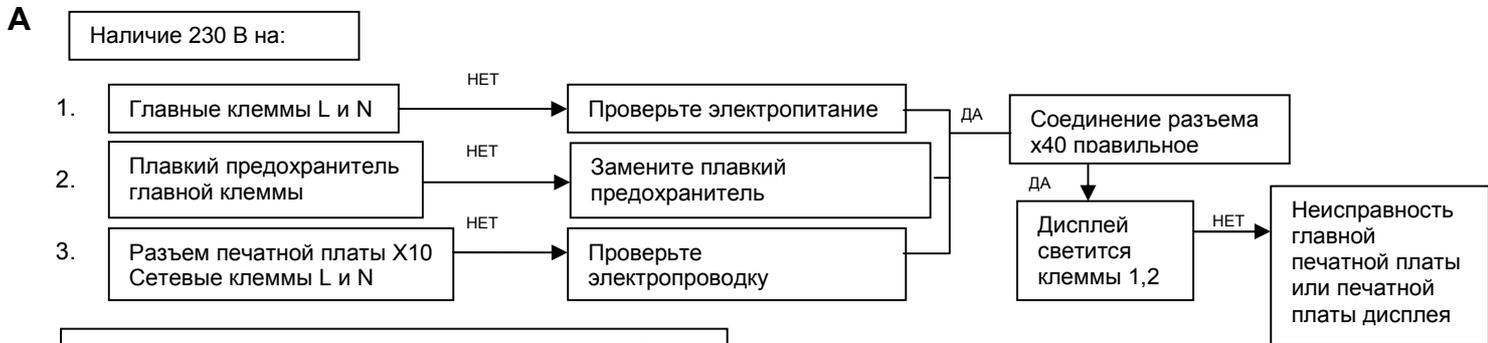 A
Наличие 230 В на:
1.
Главные клеммы L и N
НЕТ
Проверьте электропитание
2.
Плавкий предохранитель
главной клеммы
НЕТ
Замените плавкий
предохранитель
3.
Разъем печатной платы X10
Сетевые клеммы L и N
НЕТ
Проверьте
электропроводку
ДА
Соединение разъема
x40 правильное
ДА
Дисплей
светится
клеммы 1,2
НЕТ
Неисправность
главной
печатной платы
или печатной
платы дисплея